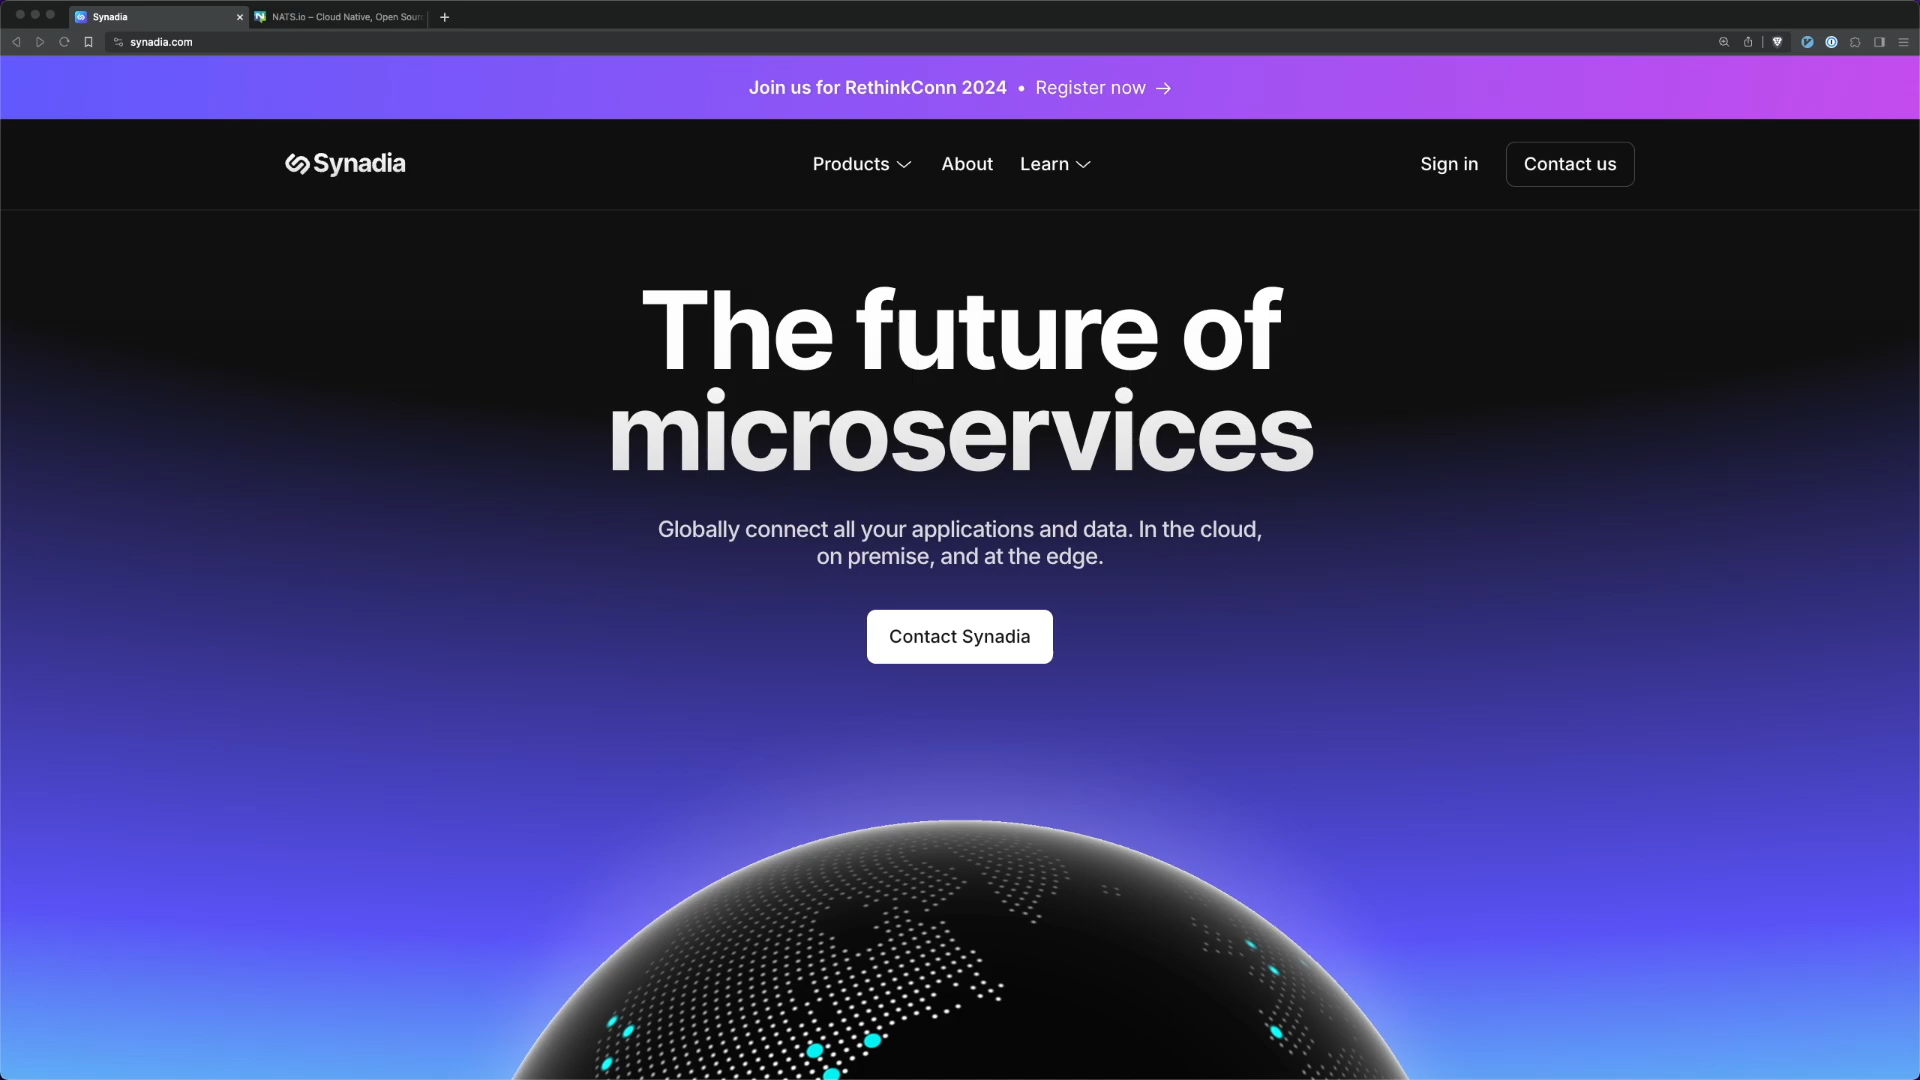 Synadia
NATS.io – Cloud Native, Open Sour
synadia.com
Join us for RethinkConn 2024 • Register now →
Synadia
Products
About
Learn
Sign in
Contact us
The future of
microservices
Globally connect all your applications and data. In the cloud,
on premise, and at the edge.
Contact Synadia